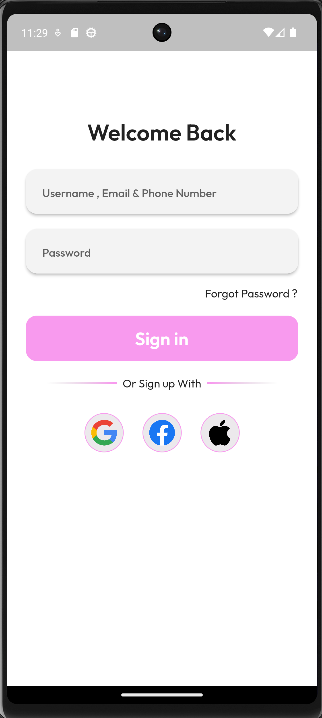 11:29
Welcome Back
Username , Email & Phone Number
Password
Forgot Password ?
Sign in
Or Sign up With